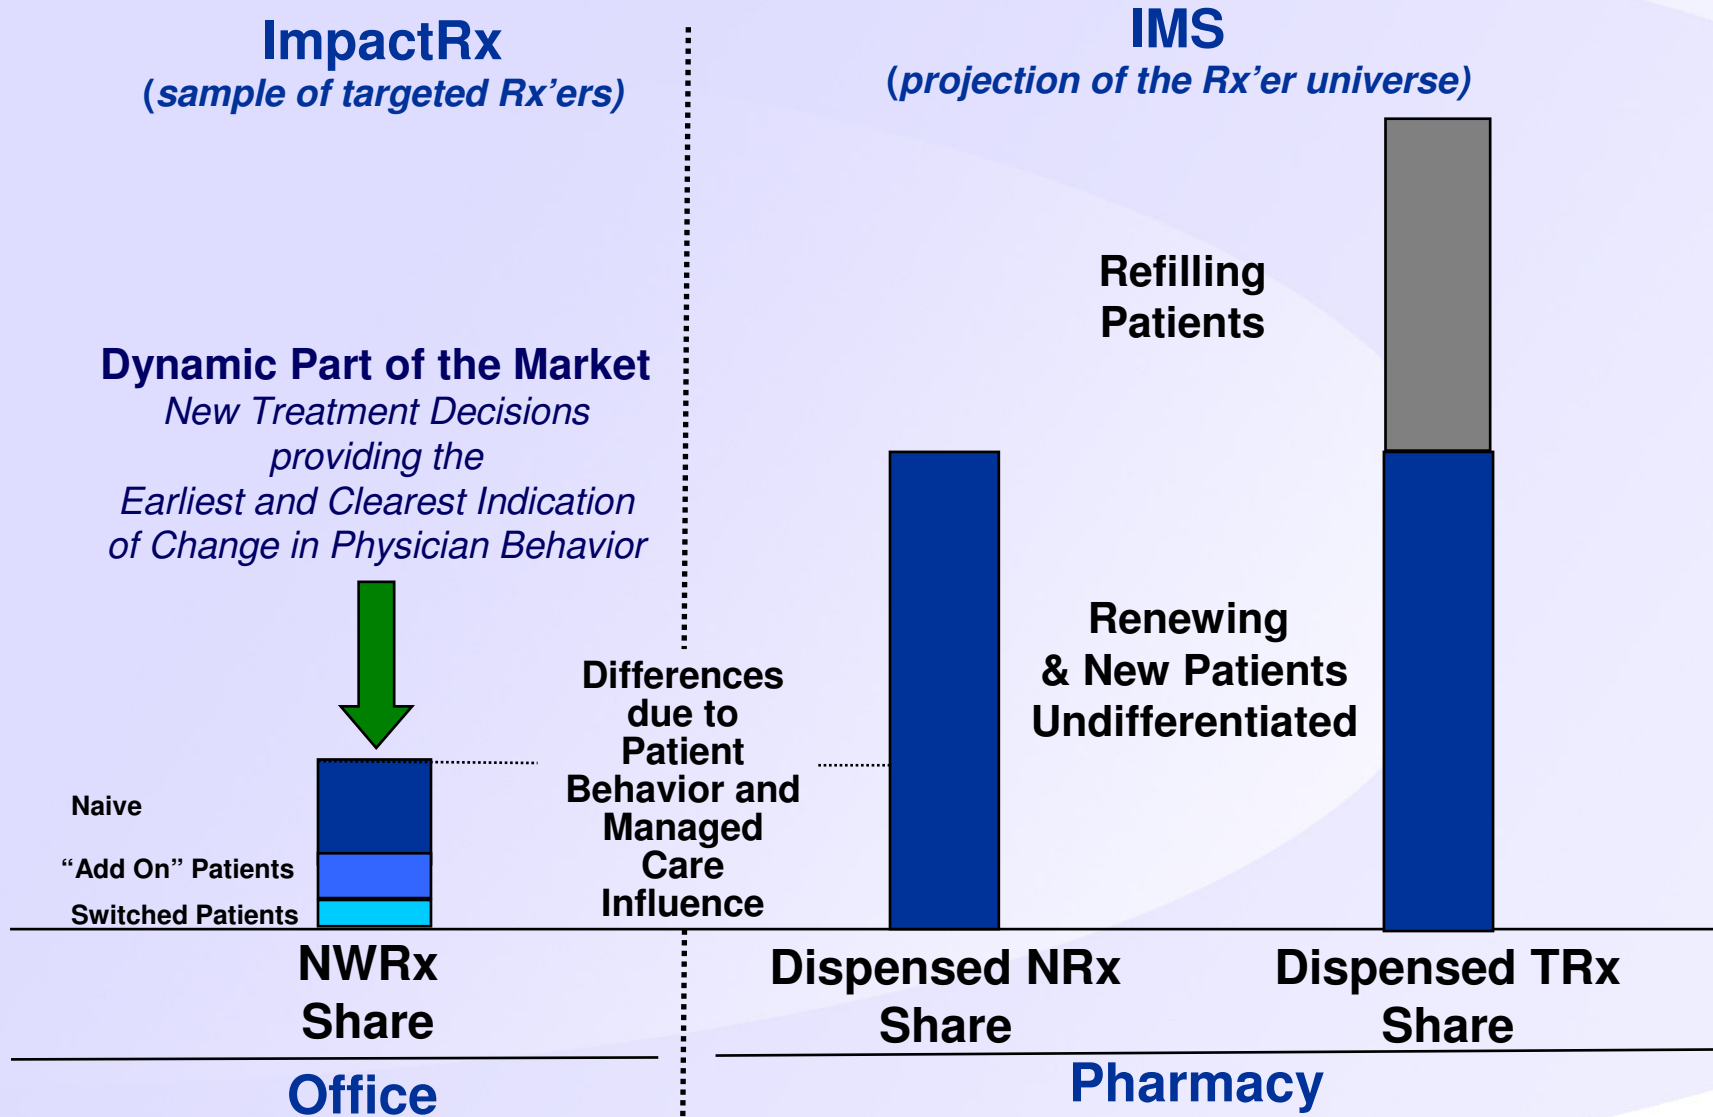 ImpactRx
(sample of targeted Rx’ers)
IMS
(projection of the Rx’er universe)
Refilling
Patients
Dynamic Part of the Market
New Treatment Decisions
providing the
Earliest and Clearest Indication
of Change in Physician Behavior
Renewing
& New Patients
Undifferentiated
Differences
due to
Patient
Behavior and
Managed
Care
Influence
Naive
“Add On” Patients
Switched Patients
NWRx
Share
Dispensed NRx
Share
Dispensed TRx
Share
Office
Pharmacy